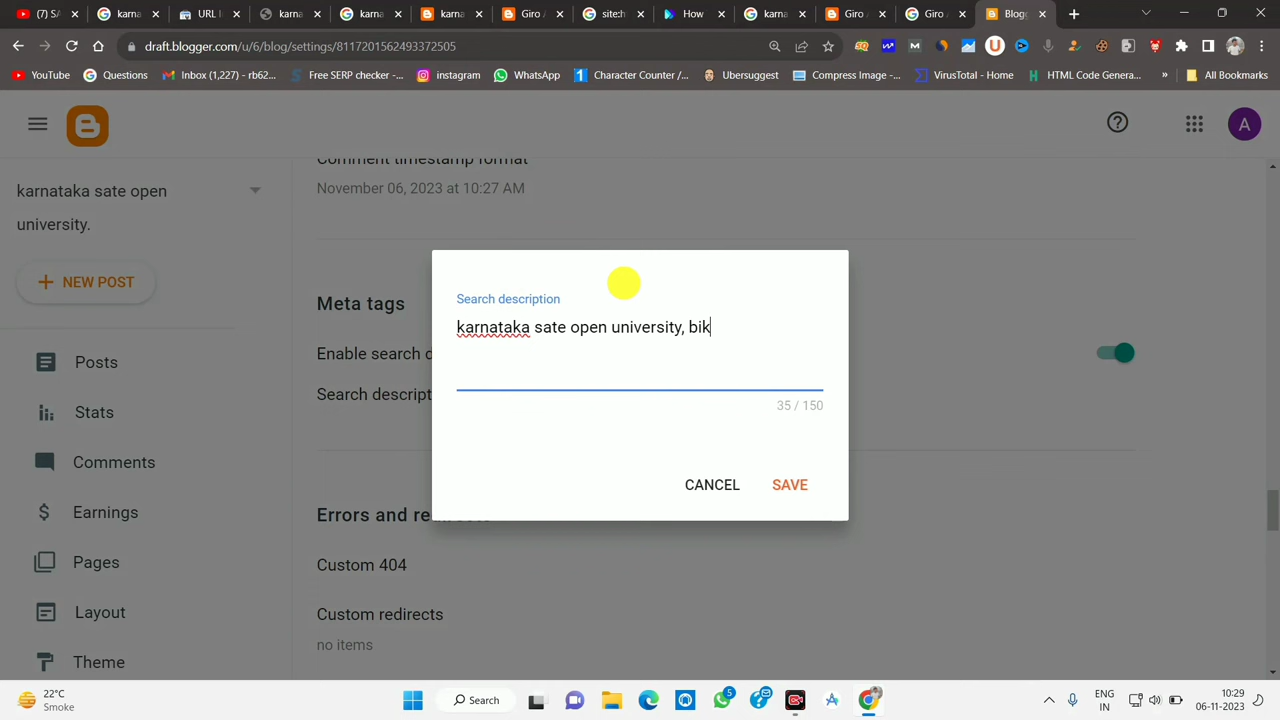 (7) SA
karna
URL I
karna
karna
karna
Giro /
site:h
How
karna
Giro /
Giro /
Blog
draft.blogger.com/u/6/blog/settings/8117201562493372505
YouTube
Questions
Inbox (1,227) - rb62...
Free SERP checker -...
instagram
WhatsApp
Character Counter /...
Ubersuggest
Compress Image -...
VirusTotal - Home
HTML Code Genera...
»
All Bookmarks
A
karnataka sate open
university.
Comment timestamp format
November 06, 2023 at 10:27 AM
NEW POST
Meta tags
Enable search d
Search descript
Search description
karnataka sate open university, bik
35 / 150
CANCEL
SAVE
Posts
Stats
Comments
Earnings
Pages
Layout
Theme
Errors and redirects
Custom 404
Custom redirects
no items
22°C
Smoke
Search
5
ENG
IN
10:29
06-11-2023